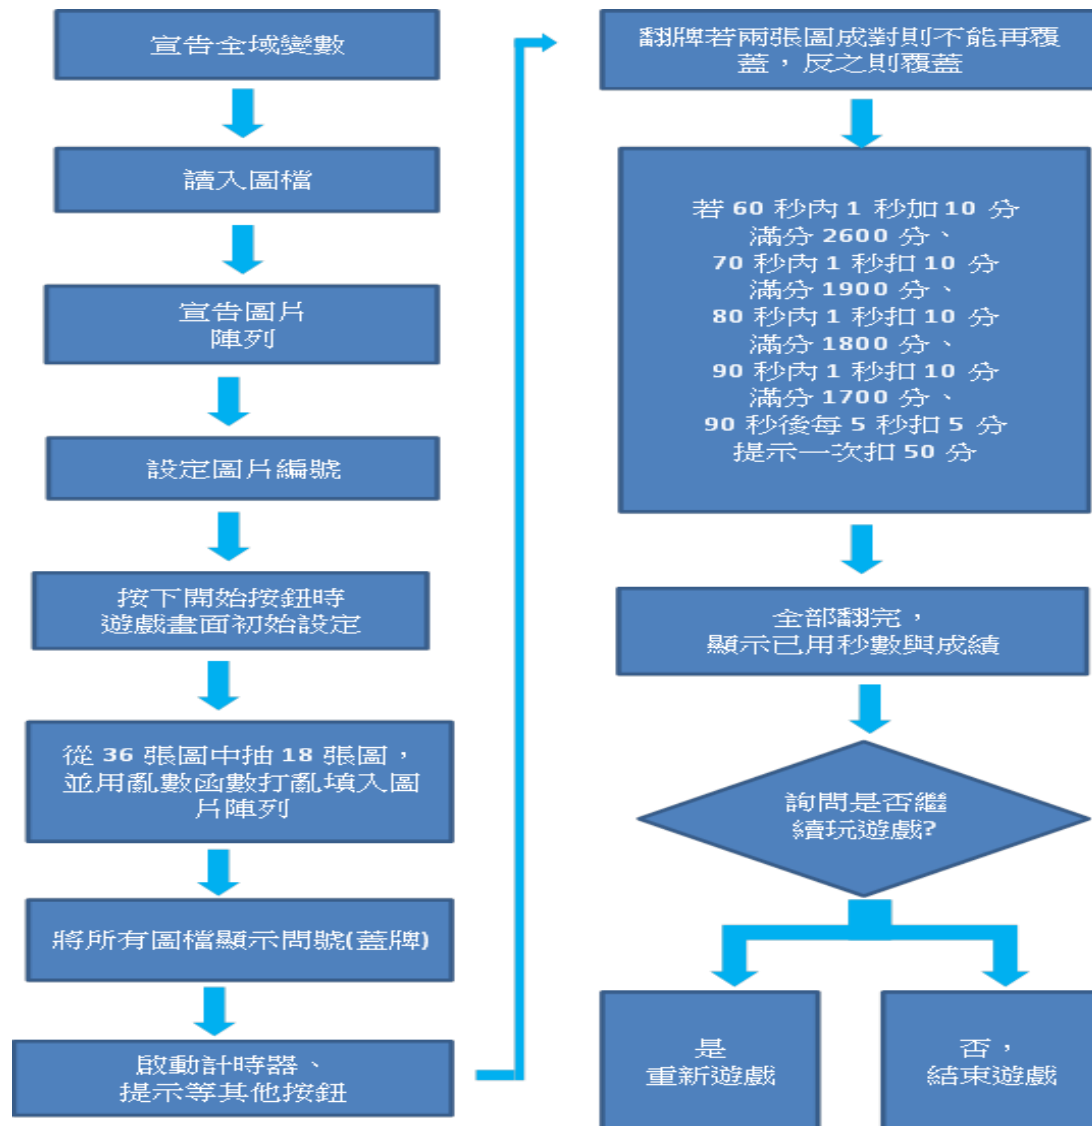 宣告全域變數
讀入圖檔
宣告圖片
陣列
設定圖片編號
按下開始按鈕時
遊戲畫面初始設定
從 36 張圖中抽 18 張圖，
並用亂數函數打亂填入圖
片陣列
將所有圖檔顯示問號(蓋牌)
啟動計時器、
提示等其他按鈕
翻牌若兩張圖成對則不能再覆
蓋，反之則覆蓋
若 60 秒內 1 秒加 10 分
滿分 2600 分、
70 秒內 1 秒扣 10 分
滿分 1900 分、
80 秒內 1 秒扣 10 分
滿分 1800 分、
90 秒內 1 秒扣 10 分
滿分 1700 分、
90 秒後每 5 秒扣 5 分
提示一次扣 50 分
全部翻完，
顯示已用秒數與成績
詢問是否繼
續玩遊戲?
是
重新遊戲
否，
結束遊戲